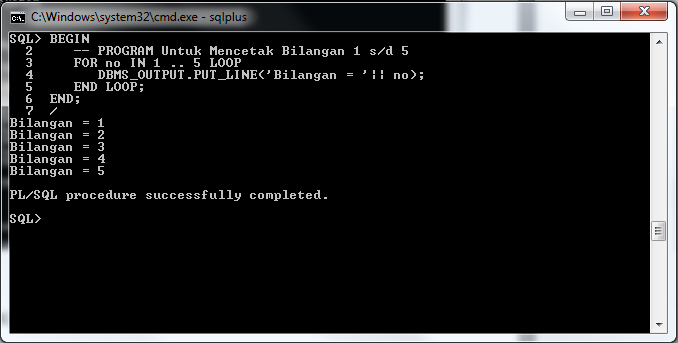 C:\Windows\system32\cmd.exe - sqlplus
SQL> BEGIN
  2     -- PROGRAM Untuk Mencetak Bilangan 1 s/d 5
  3     FOR no IN 1 .. 5 LOOP
  4        DBMS_OUTPUT.PUT_LINE('Bilangan = '|| no);
  5     END LOOP;
  6  END;
  7  /
Bilangan = 1
Bilangan = 2
Bilangan = 3
Bilangan = 4
Bilangan = 5
PL/SQL procedure successfully completed.
SQL>